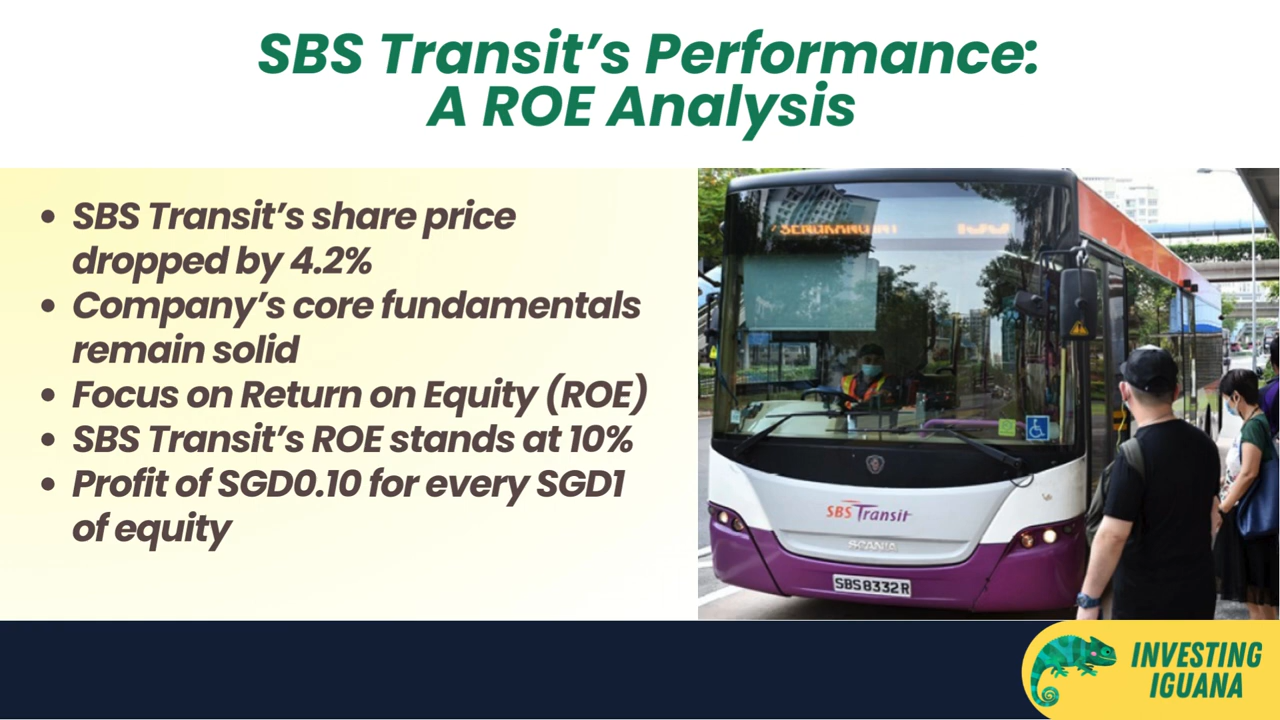 SBS Transit’s Performance:
A ROE Analysis
• SBS Transit’s share price
dropped by 4.2%
• Company’s core fundamentals
remain solid
• Focus on Return on Equity (ROE)
• SBS Transit’s ROE stands at 10%
• Profit of SGD0.10 for every SGD1
of equity
SBS Transit
SCANIA
SBS8332R
INVESTING
IGUANA